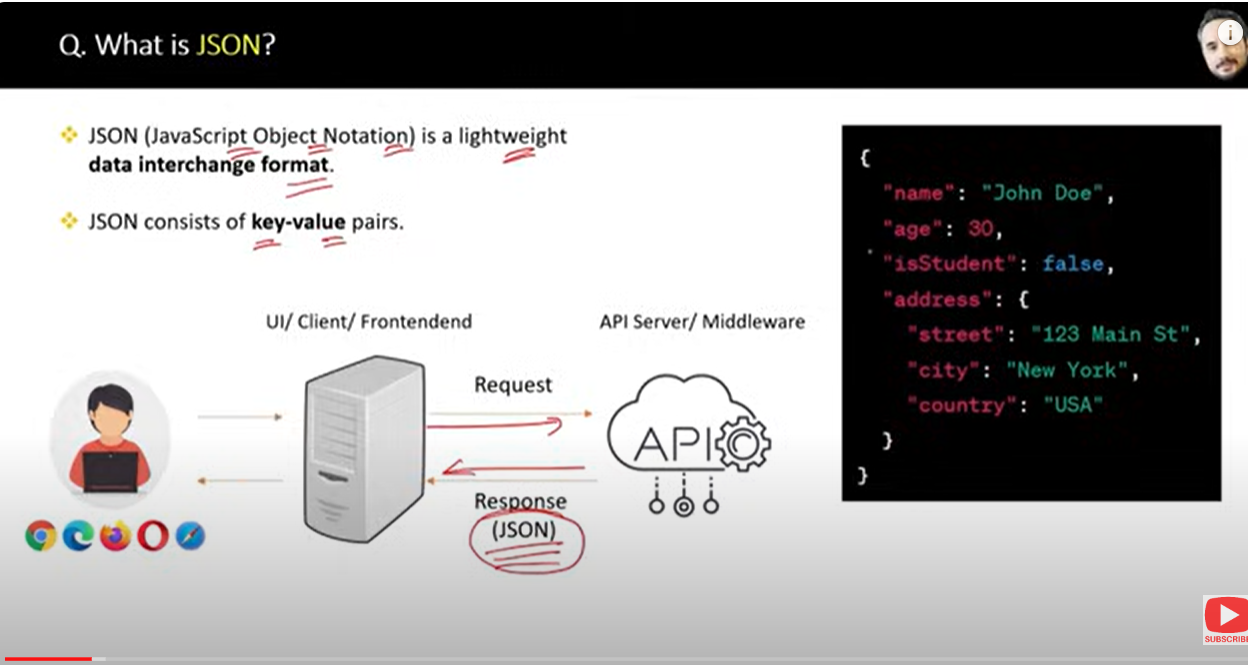 Q. What is JSON?
JSON (JavaScript Object Notation) is a lightweight
data interchange format.
JSON consists of key-value pairs.
UI/ Client/ Frontendend
API Server/ Middleware
Request
API
Response
(JSON)
{
"name": "John Doe",
"age": 30,
"isStudent": false,
"address": {
"street": "123 Main St",
"city": "New York",
"country": "USA"
}
}
i
SUBSCRIBE